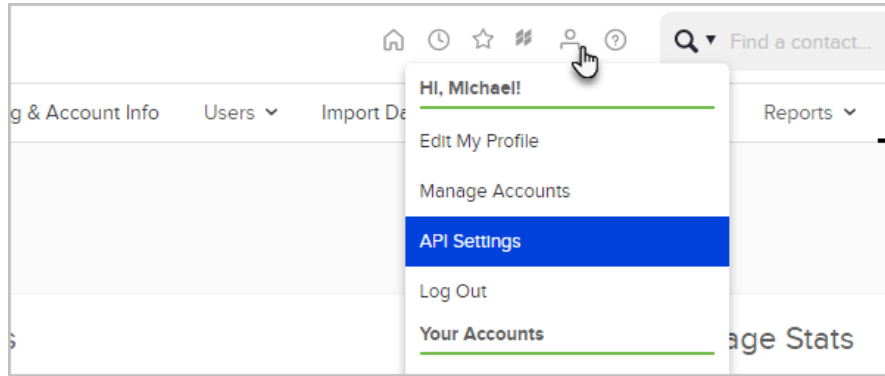 Find a contact...
Hi, Michael!
g & Account Info Users Import Da Reports
Edit My Profile
Manage Accounts
API Settings
Log Out
Your Accounts
s
age Stats